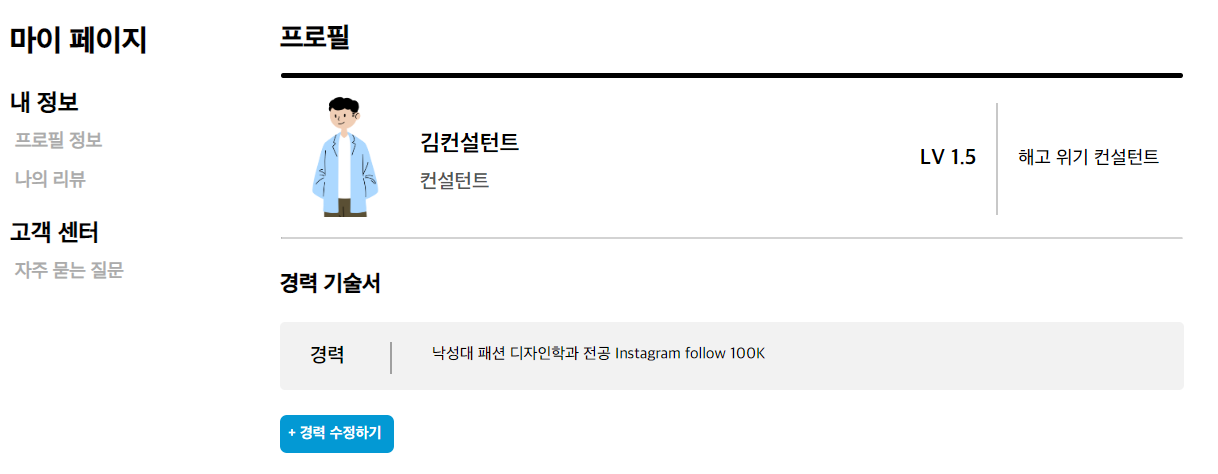 마이 페이지
내 정보
프로필 정보
나의 리뷰
고객 센터
자주 묻는 질문
프로필
김컨설턴트
컨설턴트
LV 1.5
해고 위기 컨설턴트
경력 기술서
경력
낙성대 패션 디자인학과 전공 Instagram follow 100K
+ 경력 수정하기